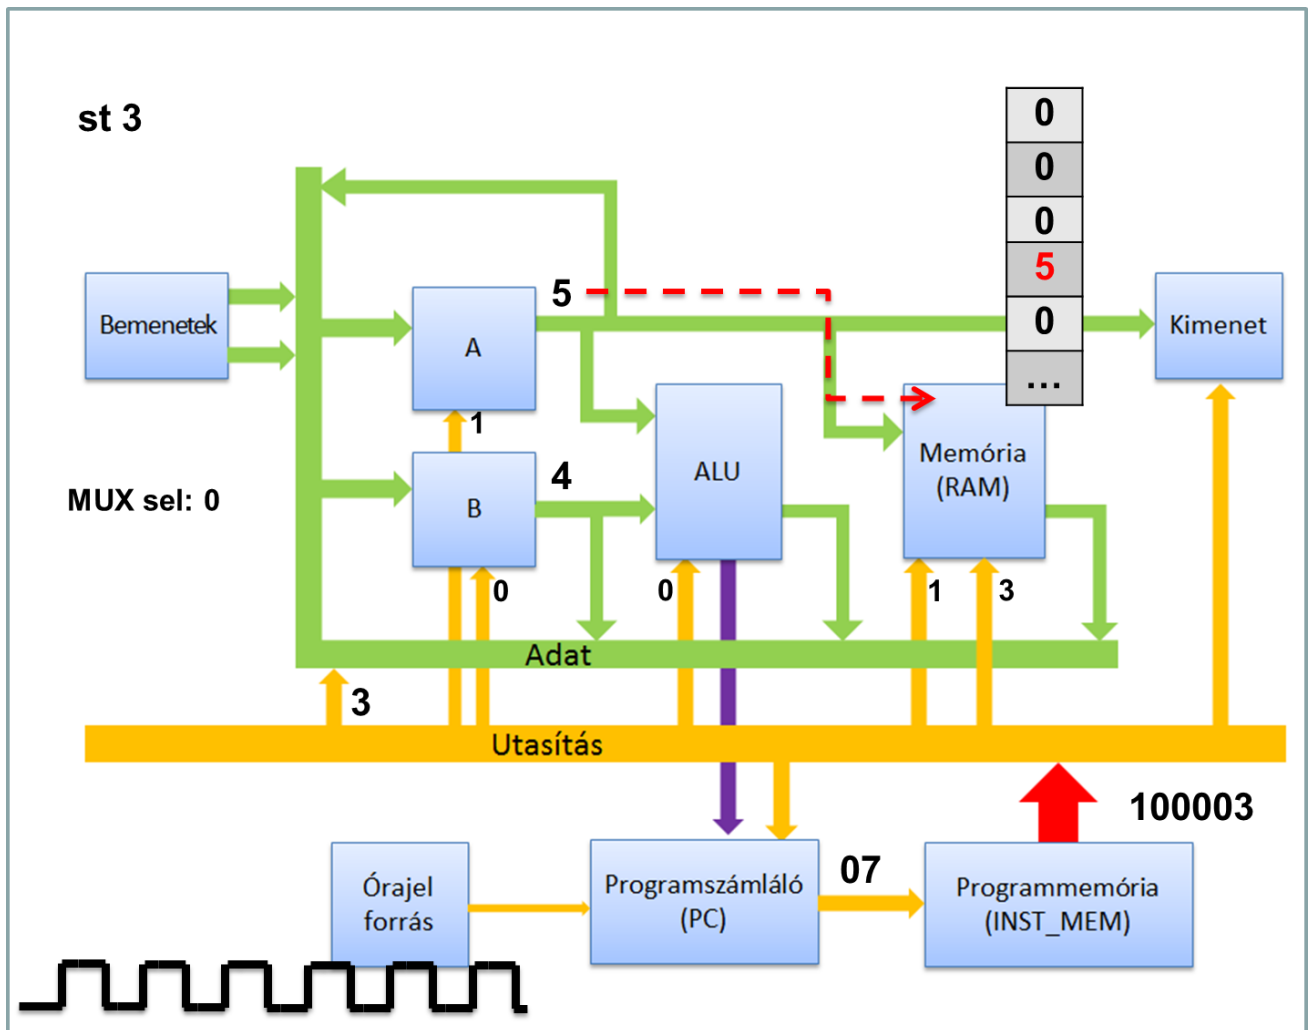 st 3
0
0
0
5
0
...
5
Bemenetek
A
Kimenet
1
Memória
(RAM)
ALU
4
MUX sel: 0
B
0
0
1
3
Adat
3
Utasítás
100003
Órajel
forrás
Programszámláló
(PC)
07
Programmemória
(INST_MEM)